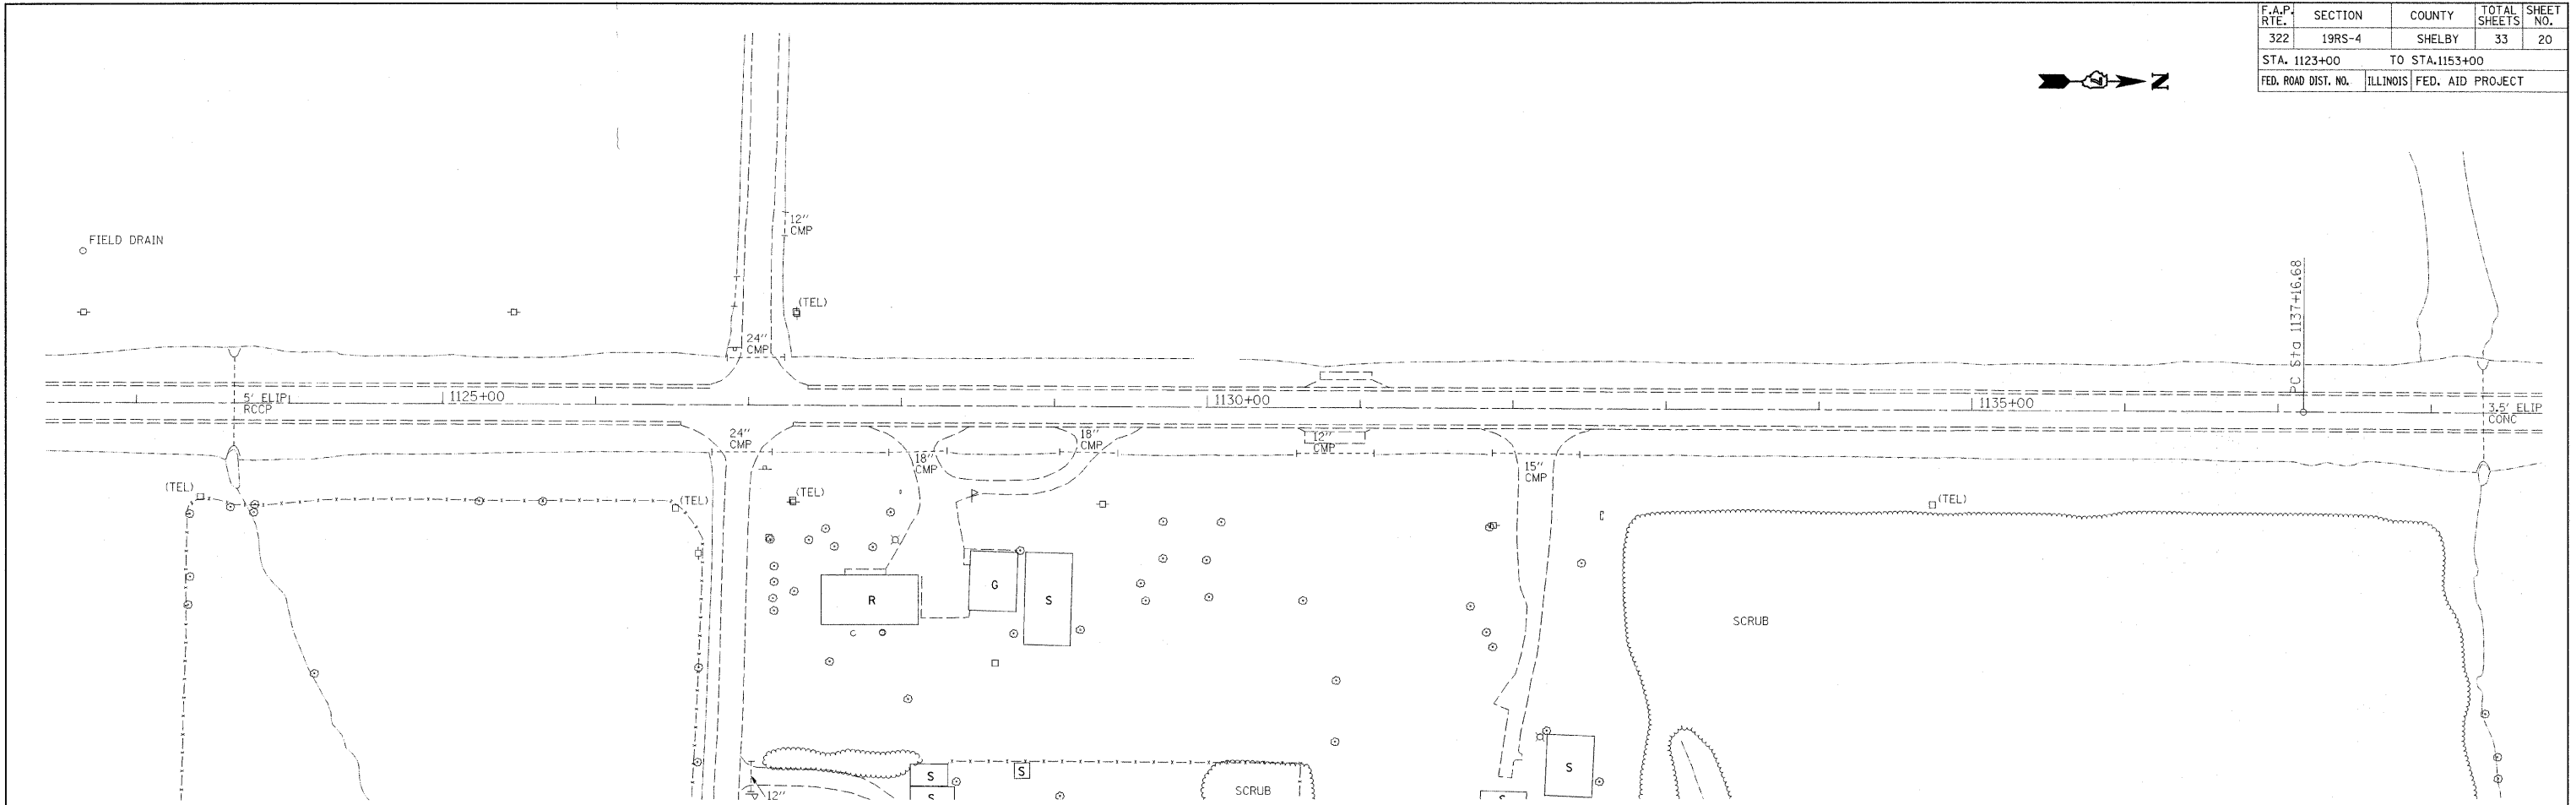 F.A.P. RTE. SECTION COUNTY TOTAL SHEETS SHEET NO.
322 19RS-4 SHELBY 33 20
STA. 1123+00 TO STA.1153+00
FED. ROAD DIST. NO. ILLINOIS FED. AID PROJECT
N
12" CMP
FIELD DRAIN
(TEL)
24" CMP
PC Sta 1137+16.68
5' ELIP RCCP
1125+00
1130+00
1135+00
3.5' ELIP CONC
24" CMP
18" CMP
12" CMP
18" CMP
15" CMP
(TEL)
(TEL)
(TEL)
(TEL)
G
R
S
SCRUB
S
S
S
12"
SCRUB
S
S